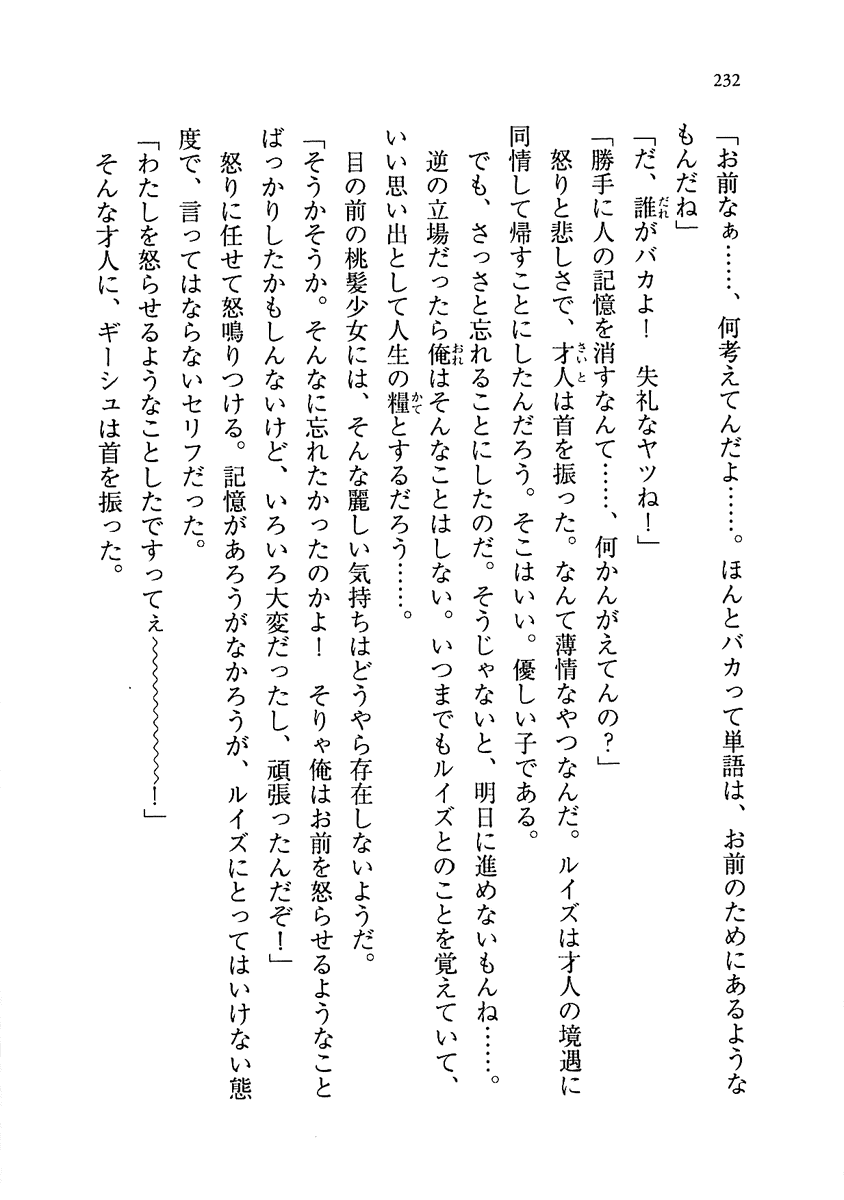 232
「お前なぁ……、何考えてんだよ……。ほんとバカって単語は、お前のためにあるような
もんだね」
「だ、誰がバカよ！　失礼なヤツね！」
「勝手に人の記憶を消すなんて……、何かんがえてんの？」
　怒りと悲しさで、才人は首を振った。なんて薄情なやつなんだ。ルイズは才人の境遇に
同情して帰すことにしたんだろう。そこはいい。優しい子である。
　でも、さっさと忘れることにしたのだ。そうじゃないと、明日に進めないもんね……。
　逆の立場だったら俺はそんなことはしない。いつまでもルイズとのことを覚えていて、
いい思い出として人生の糧とするだろう……。
　目の前の桃髪少女には、そんな麗しい気持ちはどうやら存在しないようだ。
「そうかそうか。そんなに忘れたかったのかよ！　そりゃ俺はお前を怒らせるようなこと
ばっかりしたかもしんないけど、いろいろ大変だったし、頑張ったんだぞ！」
　怒りに任せて怒鳴りつける。記憶があろうがなかろうが、ルイズにとってはいけない態
度で、言ってはならないセリフだった。
「わたしを怒らせるようなことしたですってぇ〜〜〜〜〜〜〜〜！」
　そんな才人に、ギーシュは首を振った。